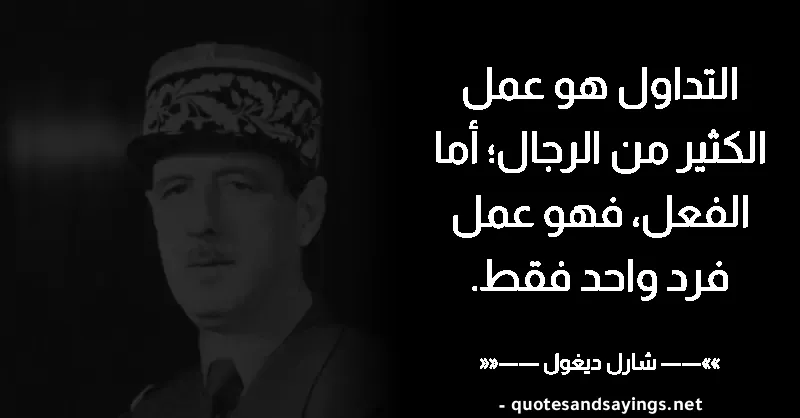 التداول هو عمل
الكثير من الرجال؛ أما
الفعل، فهو عمل
فرد واحد فقط.
»»—— شارل ديغول ——««
- quotesandsayings.net